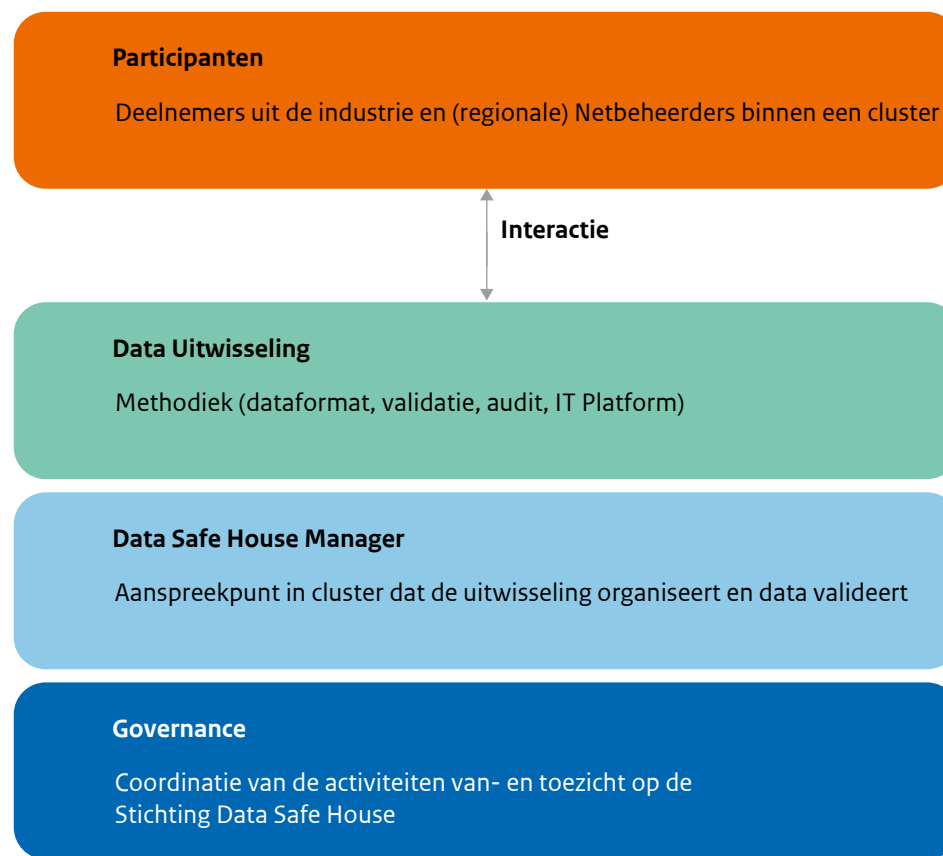 Participanten
Deelnemers uit de industrie en (regionale) Netbeheerders binnen een cluster
Interactie
Data Uitwisseling
Methodiek (dataformat, validatie, audit, IT Platform)
Data Safe House Manager
Aanspreekpunt in cluster dat de uitwisseling organiseert en data valideert
Governance
Coordinatie van de activiteiten van- en toezicht op de
Stichting Data Safe House